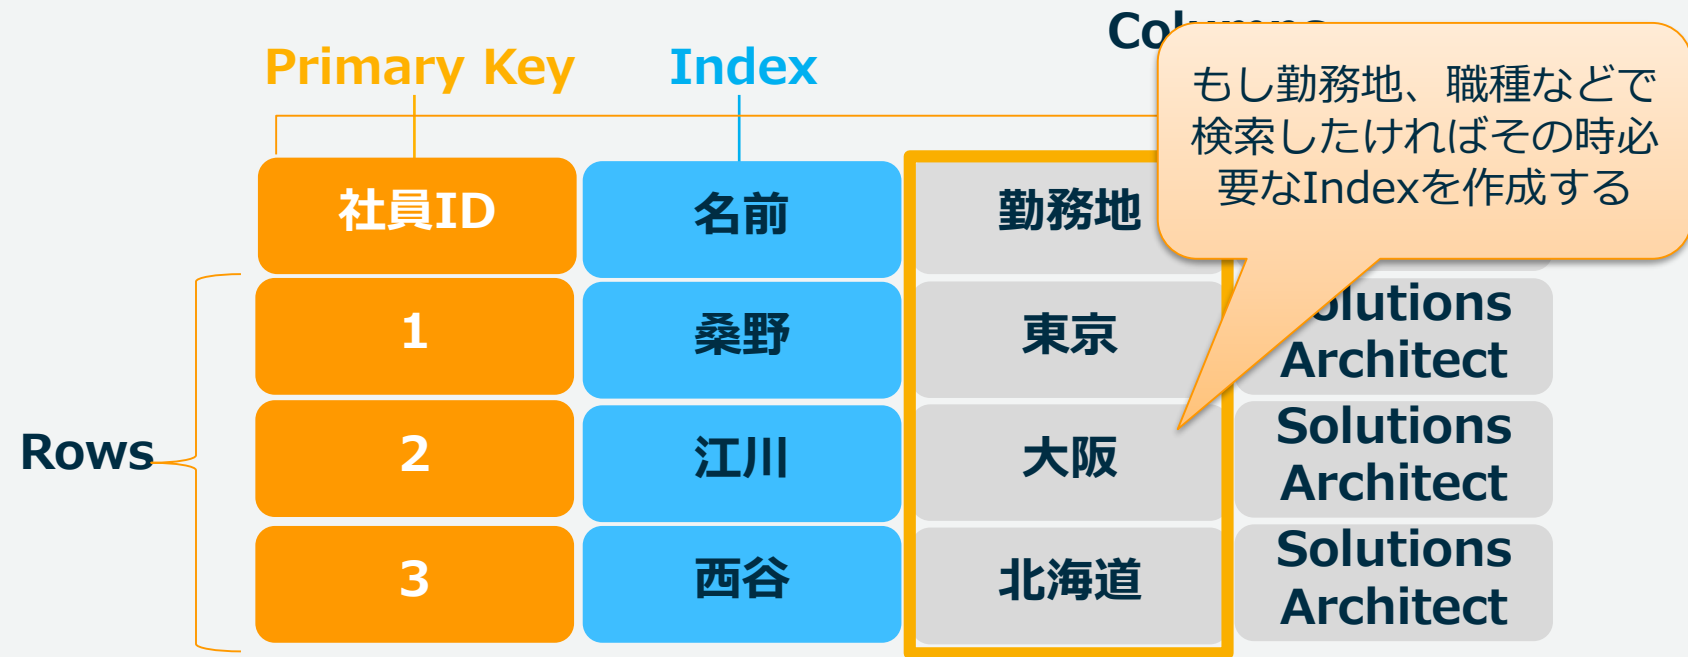 Primary Key
Index
もし勤務地、職種などで
検索したければその時必
要なIndexを作成する
社員ID
名前
勤務地
Rows
1
桑野
東京
Solutions
Architect
2
江川
大阪
Solutions
Architect
3
西谷
北海道
Solutions
Architect